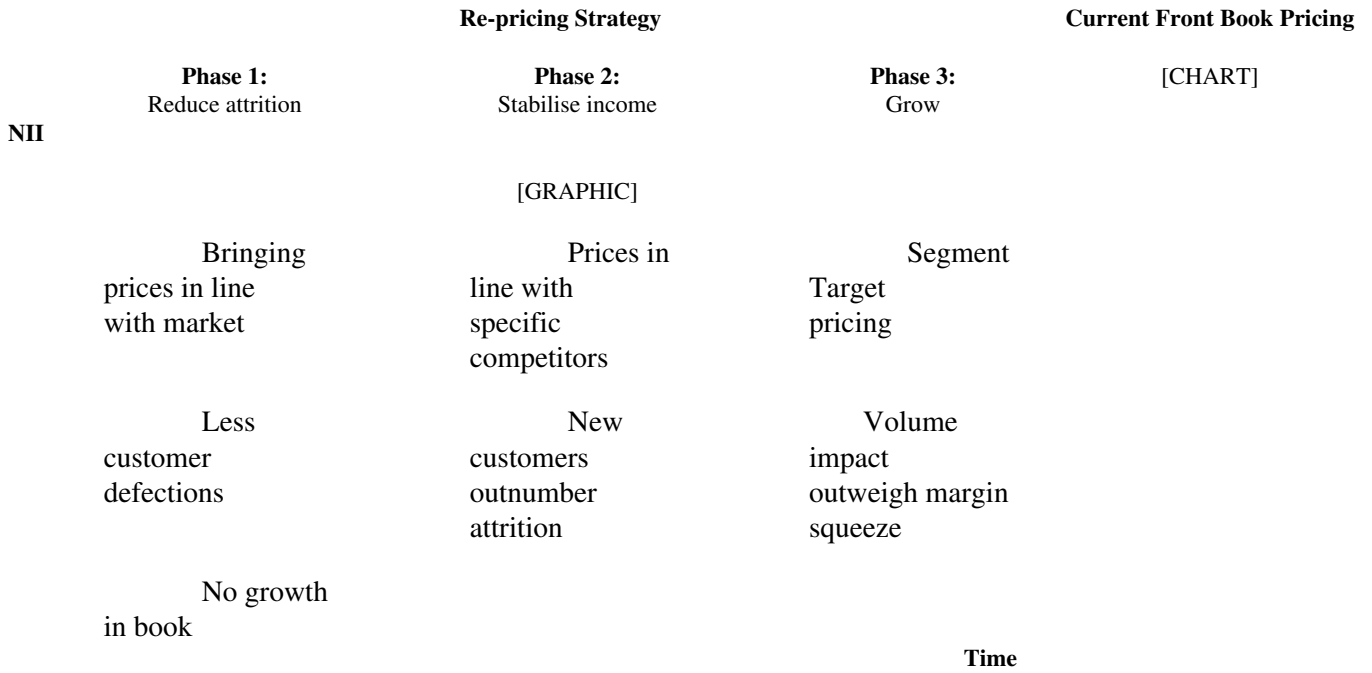 Re-pricing Strategy
Current Front Book Pricing
Phase 1:
Reduce attrition
Phase 2:
Stabilise income
Phase 3:
Grow
[CHART]
NII
[GRAPHIC]
Bringing
prices in line
with market
Prices in
line with
specific
competitors
Segment
Target
pricing
Less
customer
defections
New
customers
outnumber
attrition
Volume
impact
outweigh margin
squeeze
No growth
in book
Time